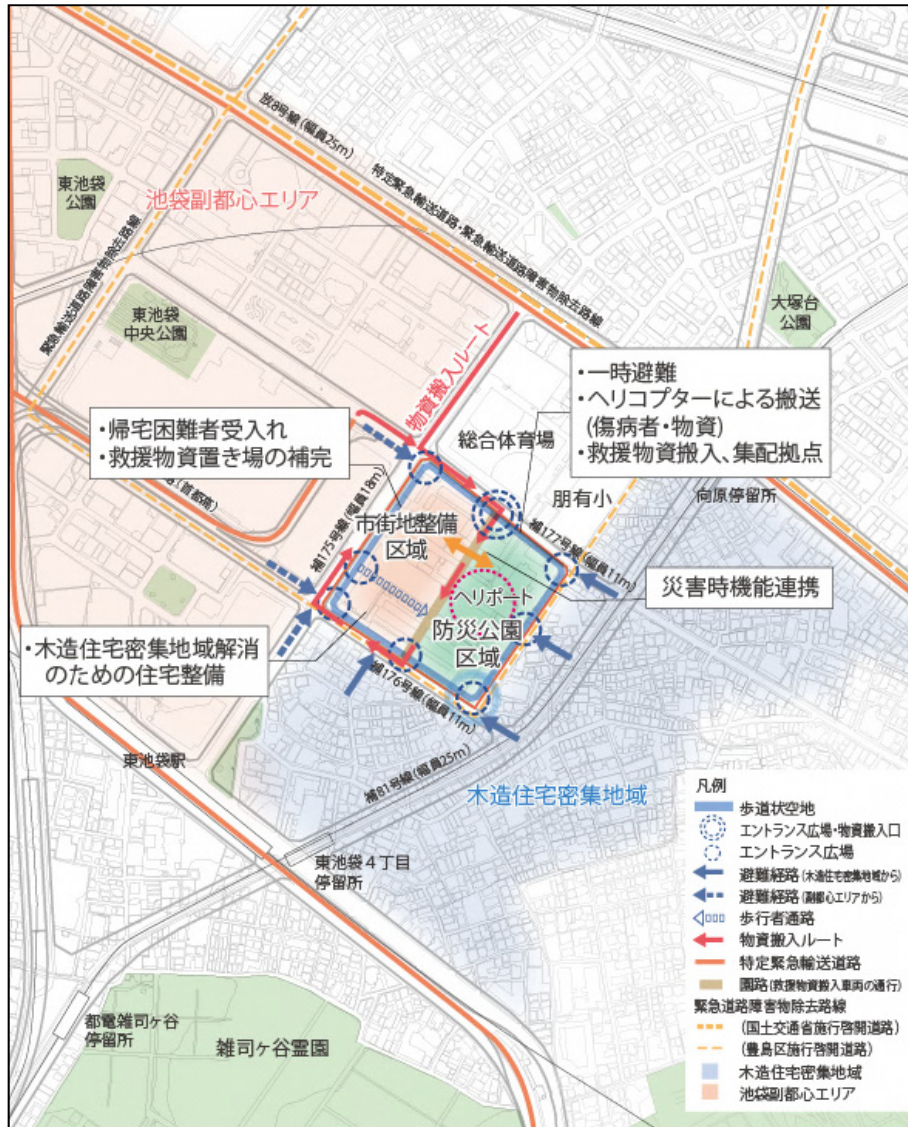 放8号線(幅員25m)
特定緊急輸送道路・緊急輸送道路障害物除去路線
東池袋
公園
池袋副都心エリア
緊急輸送道路障害物除去路線
東池袋
中央公園
大塚台
公園
物資搬入ルート
・一時避難
・ヘリコプターによる搬送
(傷病者・物資)
・救援物資搬入、集配拠点
・帰宅困難者受入れ
・救援物資置き場の補完
総合体育場
朋有小
向原停留所
補175号線(幅員18m)
市街地整備
区域
補177号線(幅員11m)
災害時機能連携
ヘリポート
防災公園
区域
・木造住宅密集地域解消
のための住宅整備
補176号線(幅員11m)
東池袋駅
補81号線(幅員25m)
木造住宅密集地域
東池袋4丁目
停留所
都電雑司ヶ谷
停留所
雑司ヶ谷霊園
凡例
歩道状空地
エントランス広場・物資搬入口
エントランス広場
避難経路(木造住宅密集地域から)
避難経路(副都心エリアから)
歩行者通路
物資搬入ルート
特定緊急輸送道路
園路(救援物資搬入車両の通行)
緊急道路障害物除去路線
(国土交通省施行啓開道路)
(豊島区施行啓開道路)
木造住宅密集地域
池袋副都心エリア